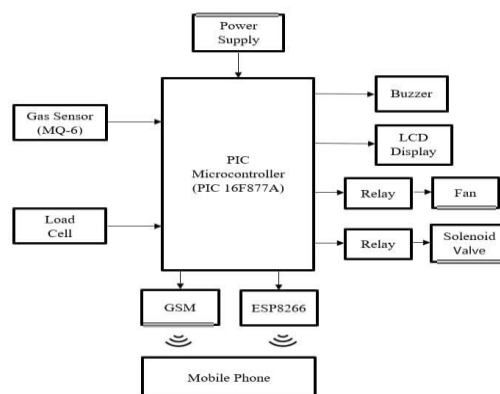 Power
Supply
Gas Sensor
(MQ-6)
Load
Cell
PIC
Microcontroller
(PIC 16F877A)
Buzzer
LCD
Display
Relay
Fan
Relay
Solenoid
Valve
GSM
ESP8266
Mobile Phone